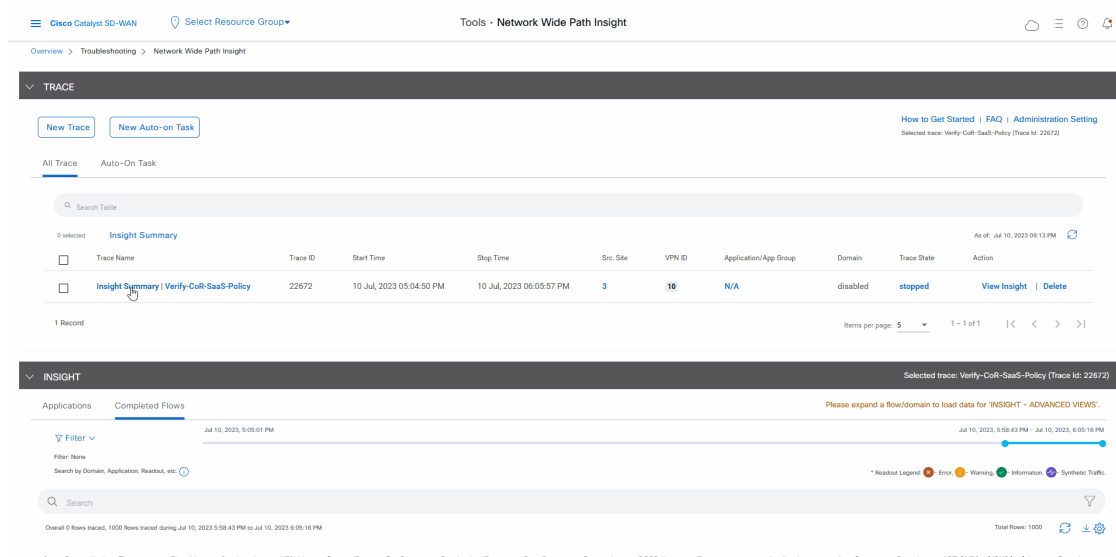 Cisco Catalyst SD-WAN
Select Resource Group
Tools · Network Wide Path Insight
Overview > Troubleshooting > Network Wide Path Insight
TRACE
New Trace
New Auto-on Task
How to Get Started | FAQ | Administration Setting
Selected trace: Verify-CoR-SaaS-Policy (Trace Id: 22672)
All Trace
Auto-On Task
Search Table
0 selected
Insight Summary
As of: Jul 10, 2023 09:13 PM
Trace Name Trace ID Start Time Stop Time Src. Site VPN ID Application/App Group Domain Trace State Action
Insight Summary | Verify-CoR-SaaS-Policy 22672 10 Jul, 2023 05:04:50 PM 10 Jul, 2023 06:05:57 PM 3 10 N/A disabled stopped View Insight | Delete
1 Record
Items per page: 5
1 – 1 of 1
INSIGHT
Selected trace: Verify-CoR-SaaS-Policy (Trace Id: 22672)
Applications
Completed Flows
Please expand a flow/domain to load data for 'INSIGHT - ADVANCED VIEWS'.
Filter
Jul 10, 2023, 5:05:01 PM
Jul 10, 2023, 5:58:43 PM - Jul 10, 2023, 6:05:16 PM
Filter: None
Search by Domain, Application, Readout, etc.
* Readout Legend: - Error, - Warning, - Information, - Synthetic Traffic.
Search
Overall 0 flows traced, 1000 flows traced during Jul 10, 2023 5:58:43 PM to Jul 10, 2023 6:05:16 PM
Total Rows: 1000